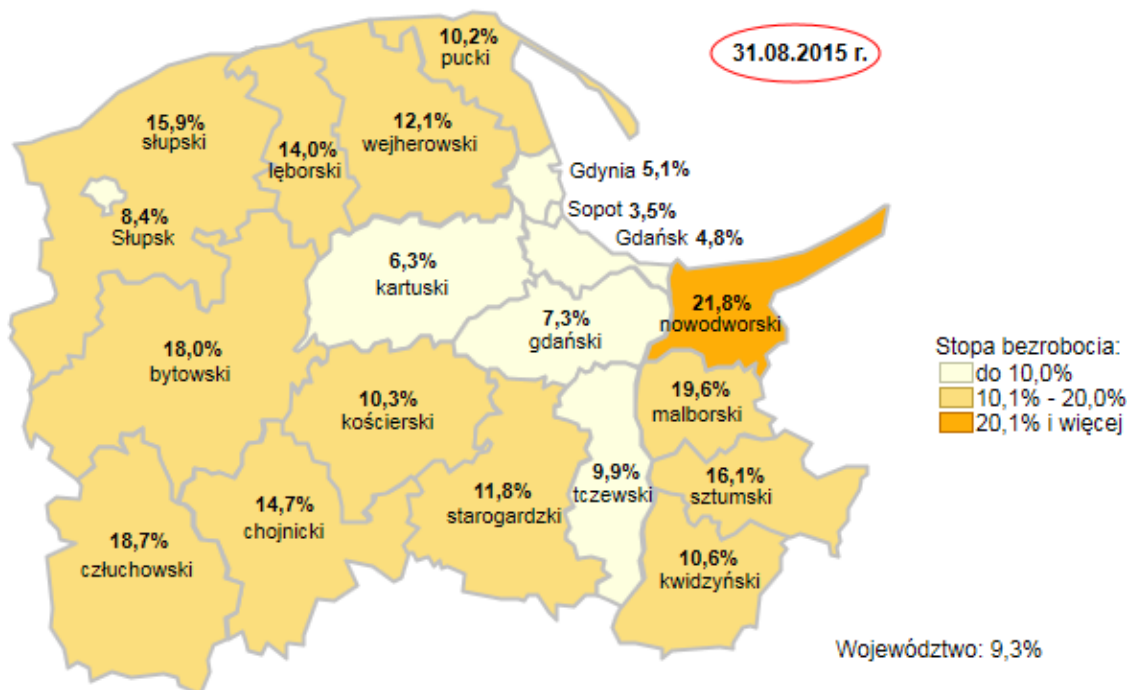 10,2%
pucki
31.08.2015 r.
15,9%
słupski
14,0%
lęborski
12,1%
wejherowski
Gdynia 5,1%
Sopot 3,5%
Gdańsk 4,8%
8,4%
Słupsk
6,3%
kartuski
7,3%
gdański
21,8%
nowodworski
18,0%
bytowski
10,3%
kościerski
19,6%
malborski
Stopa bezrobocia:
do 10,0%
10,1% - 20,0%
20,1% i więcej
18,7%
człuchowski
14,7%
chojnicki
11,8%
starogardzki
9,9%
tczewski
16,1%
sztumski
10,6%
kwidzyński
Województwo: 9,3%